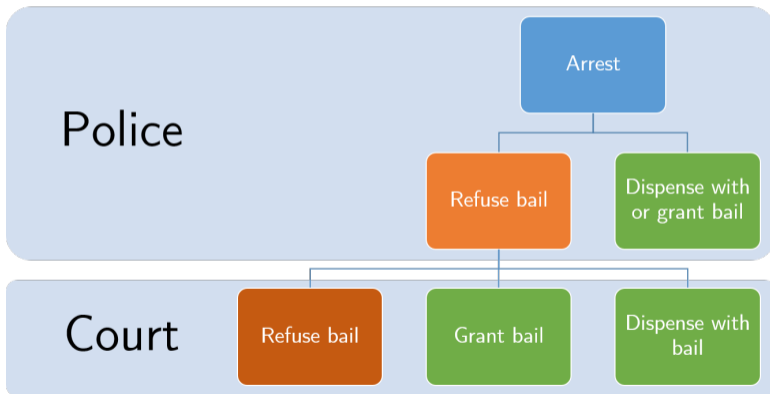 Police
Arrest
Refuse bail
Dispense with
or grant bail
Court
Refuse bail
Grant bail
Dispense with
bail